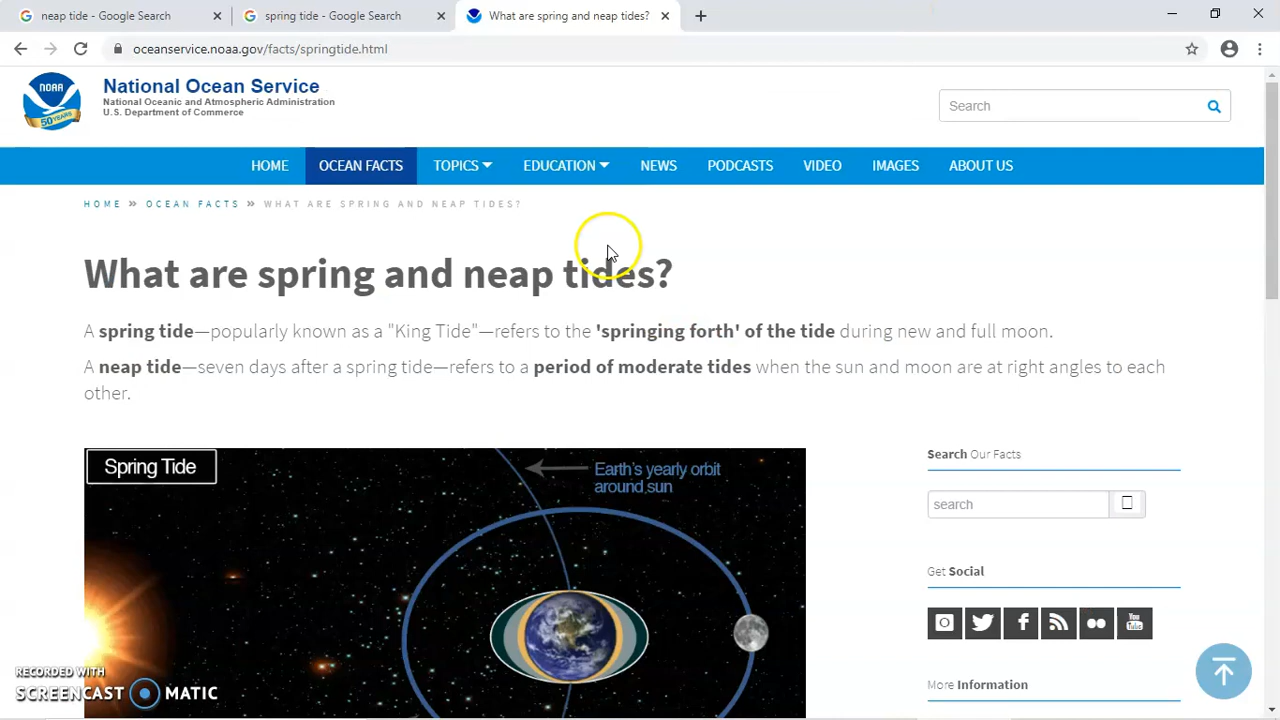 neap tide - Google Search
spring tide - Google Search
What are spring and neap tides?
oceanservice.noaa.gov/facts/springtide.html
NOAA
50 YEARS
National Ocean Service
National Oceanic and Atmospheric Administration
U.S. Department of Commerce
Search
HOME OCEAN FACTS TOPICS EDUCATION NEWS PODCASTS VIDEO IMAGES ABOUT US
HOME » OCEAN FACTS » WHAT ARE SPRING AND NEAP TIDES?
What are spring and neap tides?
A spring tide—popularly known as a "King Tide"—refers to the 'springing forth' of the tide during new and full moon.
A neap tide—seven days after a spring tide—refers to a period of moderate tides when the sun and moon are at right angles to each
other.
Spring Tide
Earth's yearly orbit
around sun
Search Our Facts
search
Get Social
You Tube
More Information
RECORDED WITH
SCREENCAST MATIC